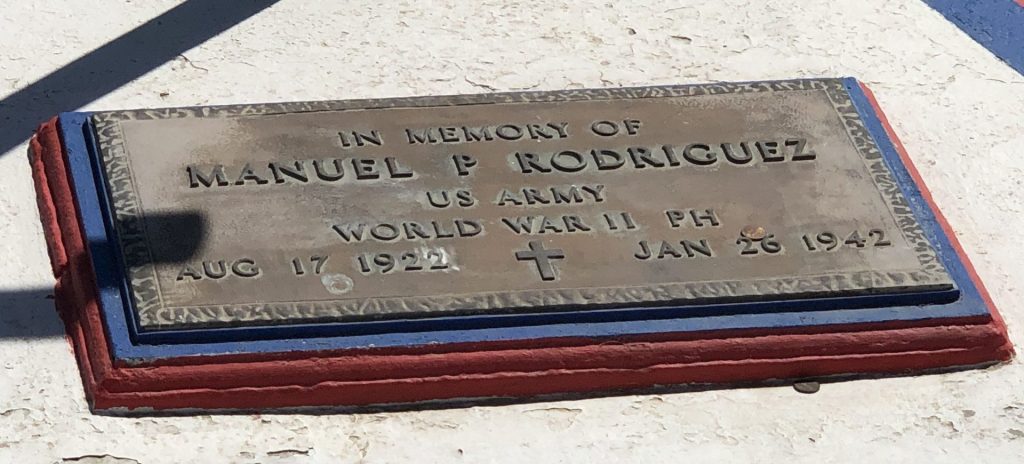 IN MEMORY OF
MANUEL P RODRIGUEZ
US ARMY
WORLD WAR II PH
AUG 17 1922 JAN 26 1942